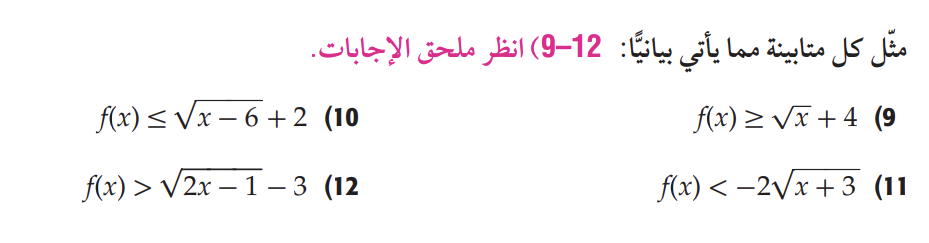 مثّل كل متباينة مما يأتي بيانيًّا: 9–12) انظر ملحق الإجابات.
9) f(x) ≥ √x + 4 10) f(x) ≤ √(x − 6) + 2
11) f(x) < −2√(x + 3) 12) f(x) > √(2x − 1) − 3